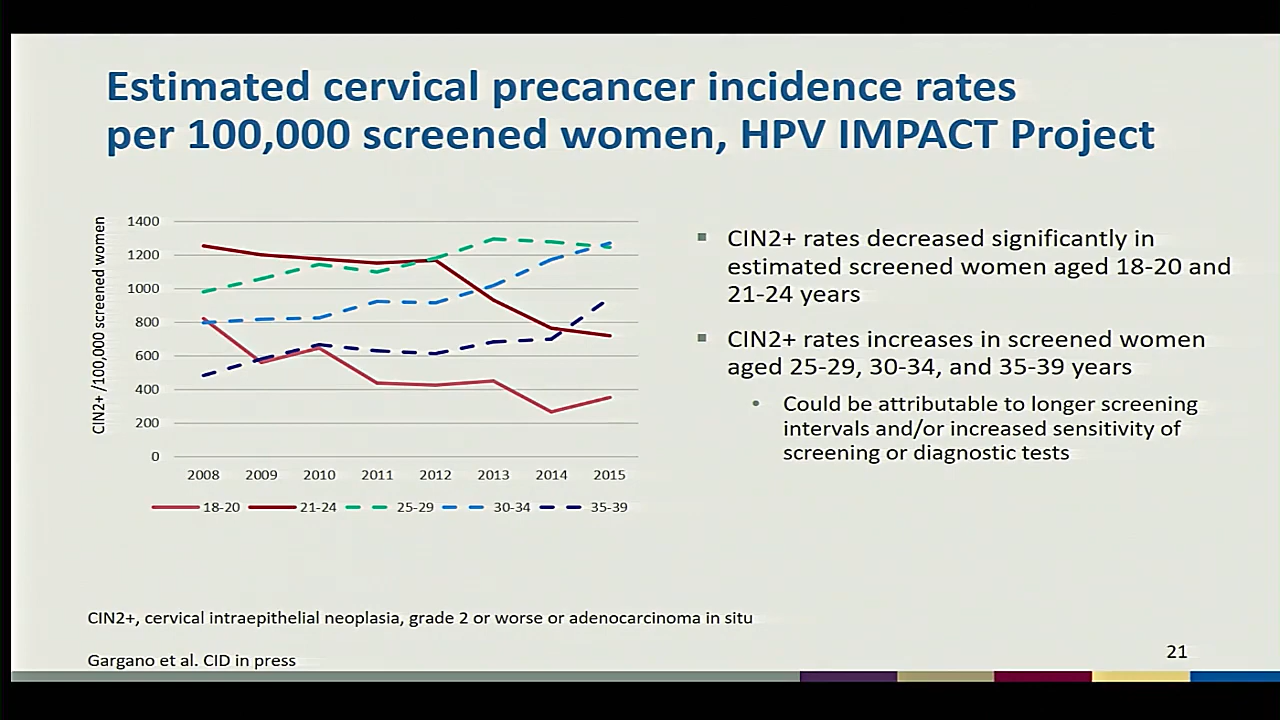 Estimated cervical precancer incidence rates
per 100,000 screened women, HPV IMPACT Project
CIN2+ /100,000 screened women
1400
1200
1000
800
600
400
200
0
2008 2009 2010 2011 2012 2013 2014 2015
18-20 21-24 25-29 30-34 35-39
CIN2+ rates decreased significantly in
estimated screened women aged 18-20 and
21-24 years
CIN2+ rates increases in screened women
aged 25-29, 30-34, and 35-39 years
Could be attributable to longer screening
intervals and/or increased sensitivity of
screening or diagnostic tests
CIN2+, cervical intraepithelial neoplasia, grade 2 or worse or adenocarcinoma in situ
Gargano et al. CID in press
21